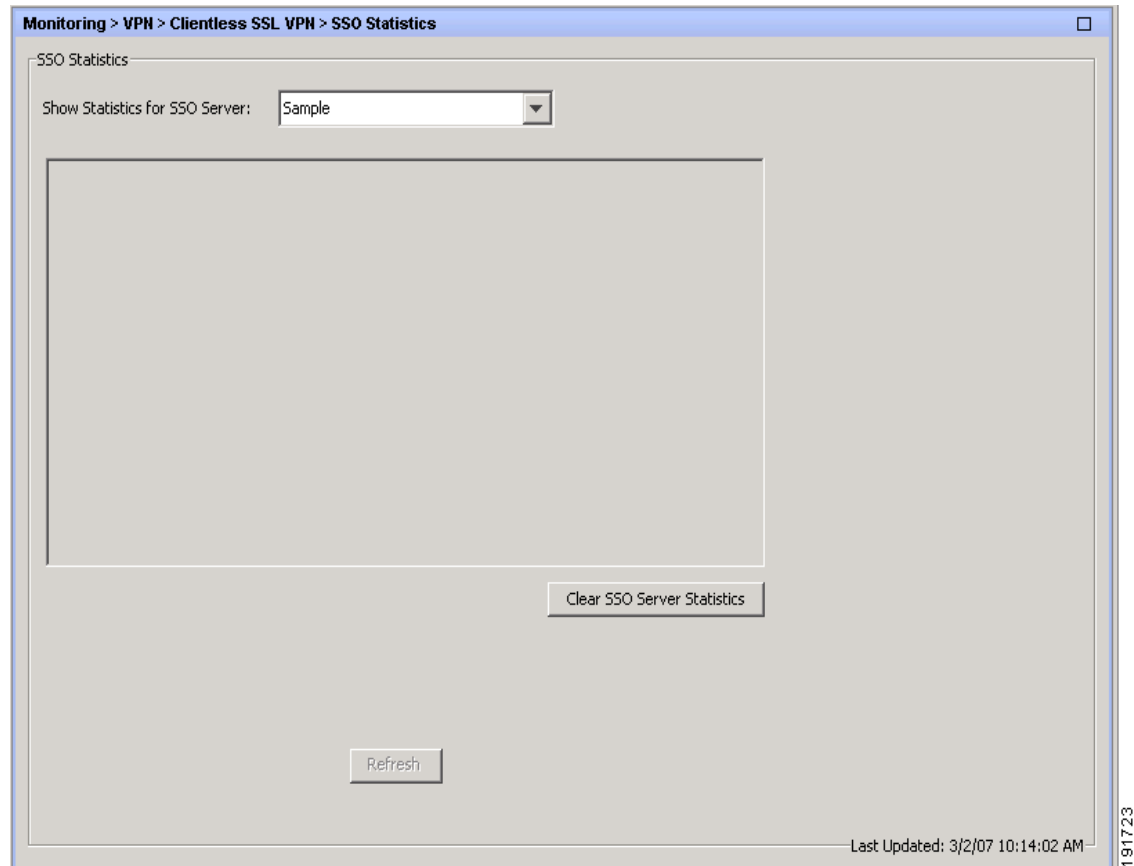 Monitoring > VPN > Clientless SSL VPN > SSO Statistics
SSO Statistics
Show Statistics for SSO Server:
Sample
Clear SSO Server Statistics
Refresh
Last Updated: 3/2/07 10:14:02 AM
191723